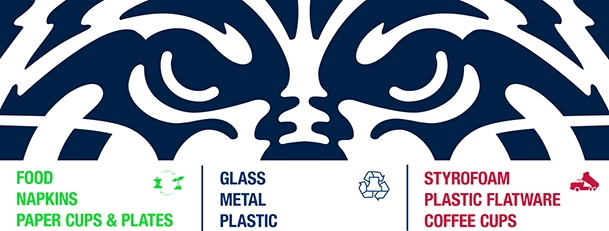 FOOD
NAPKINS
PAPER CUPS & PLATES
GLASS
METAL
PLASTIC
STYROFOAM
PLASTIC FLATWARE
COFFEE CUPS